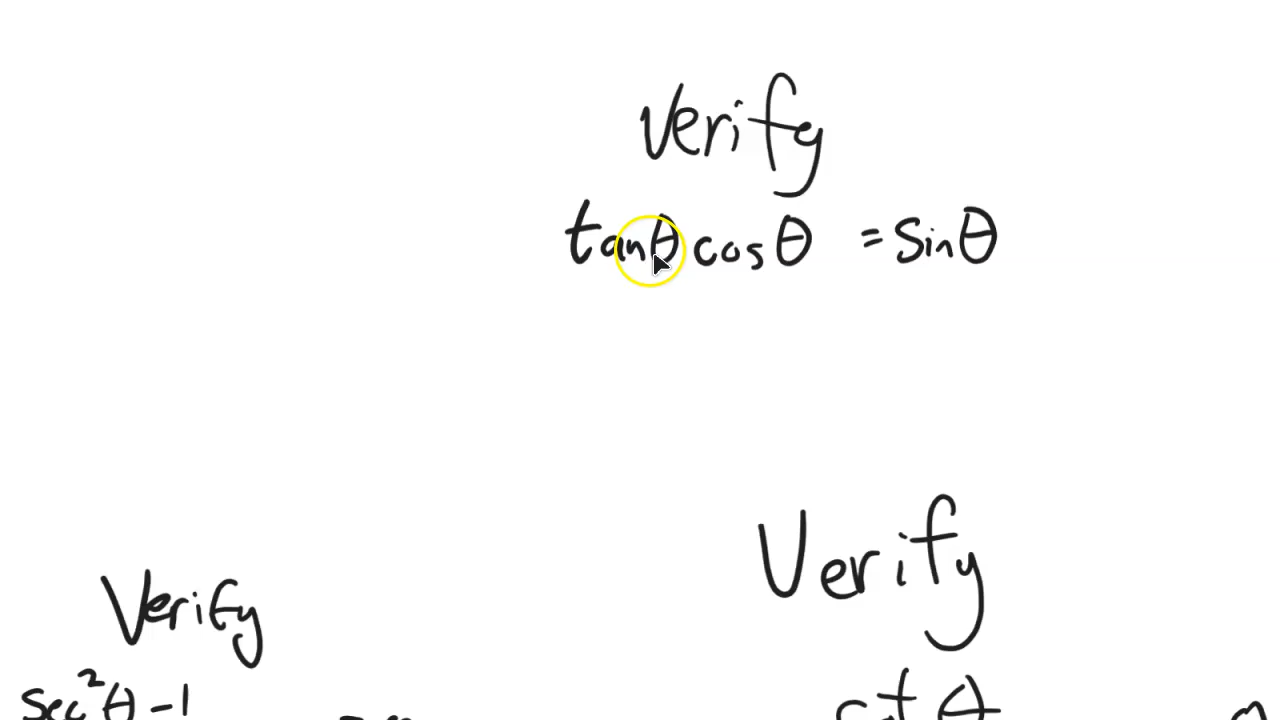 Verify
tanθ cosθ = sinθ
Verify
Verify
sec²θ - 1